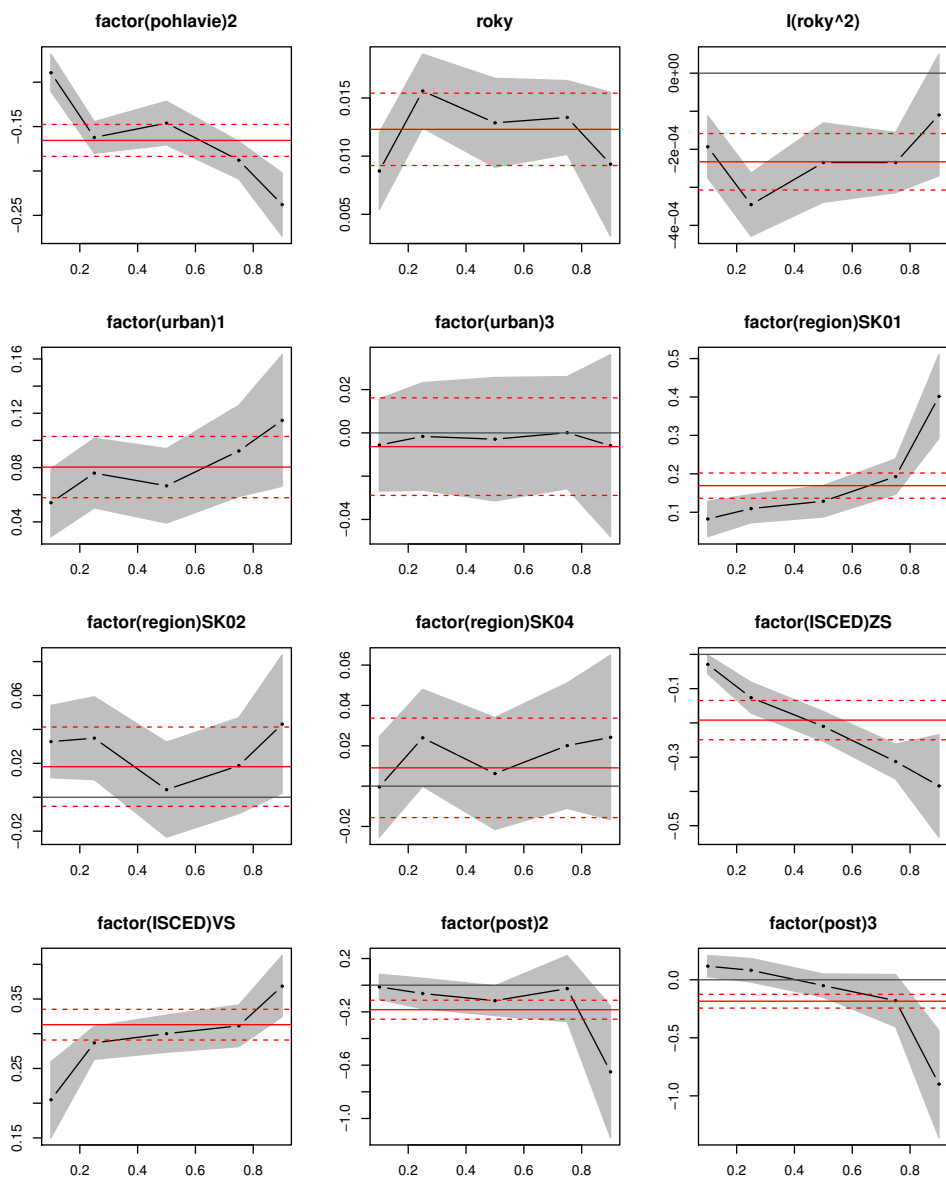 factor(pohlavie)2 roky I(roky^2)
−0.15 −0.25
0.015 0.010 0.005
0e+00 −2e−04 −4e−04
0.2 0.4 0.6 0.8 0.2 0.4 0.6 0.8 0.2 0.4 0.6 0.8
factor(urban)1 factor(urban)3 factor(region)SK01
0.16 0.12 0.08 0.04
0.02 0.00 −0.04
0.5 0.4 0.3 0.2 0.1
0.2 0.4 0.6 0.8 0.2 0.4 0.6 0.8 0.2 0.4 0.6 0.8
factor(region)SK02 factor(region)SK04 factor(ISCED)ZS
0.06 0.02 −0.02
0.06 0.02 −0.02
−0.1 −0.3 −0.5
0.2 0.4 0.6 0.8 0.2 0.4 0.6 0.8 0.2 0.4 0.6 0.8
factor(ISCED)VS factor(post)2 factor(post)3
0.35 0.25 0.15
0.2 −0.2 −0.6 −1.0
0.0 −0.5 −1.0
0.2 0.4 0.6 0.8 0.2 0.4 0.6 0.8 0.2 0.4 0.6 0.8